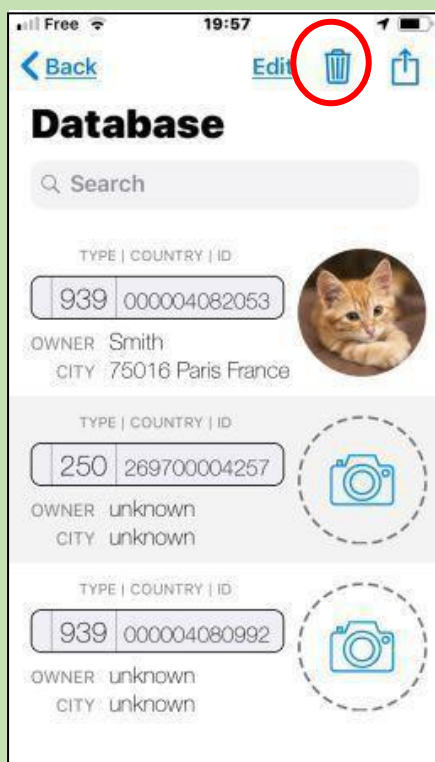 Free 19:57
Back Edit
Database
Search
TYPE | COUNTRY | ID
939 000004082053
OWNER Smith
CITY 75016 Paris France
TYPE | COUNTRY | ID
250 269700004257
OWNER unknown
CITY unknown
TYPE | COUNTRY | ID
939 000004080992
OWNER unknown
CITY unknown